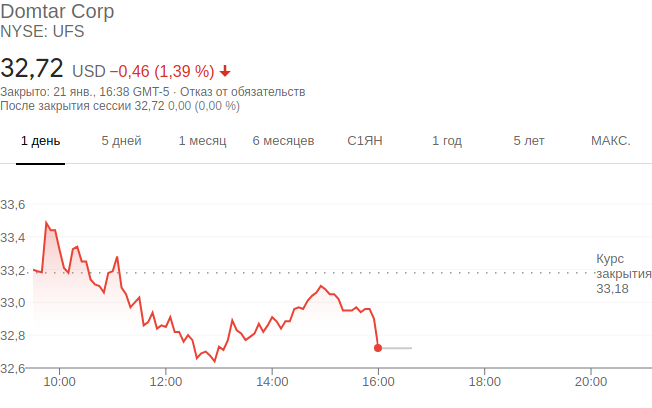 Domtar Corp
NYSE: UFS
32,72 USD −0,46 (1,39 %)
Закрыто: 21 янв., 16:38 GMT-5 · Отказ от обязательств
После закрытия сессии 32,72 0,00 (0,00 %)
1 день 5 дней 1 месяц 6 месяцев С1ЯН 1 год 5 лет МАКС.
33,6
33,4
33,2
33,0
32,8
32,6
Курс
закрытия
33,18
10:00 12:00 14:00 16:00 18:00 20:00